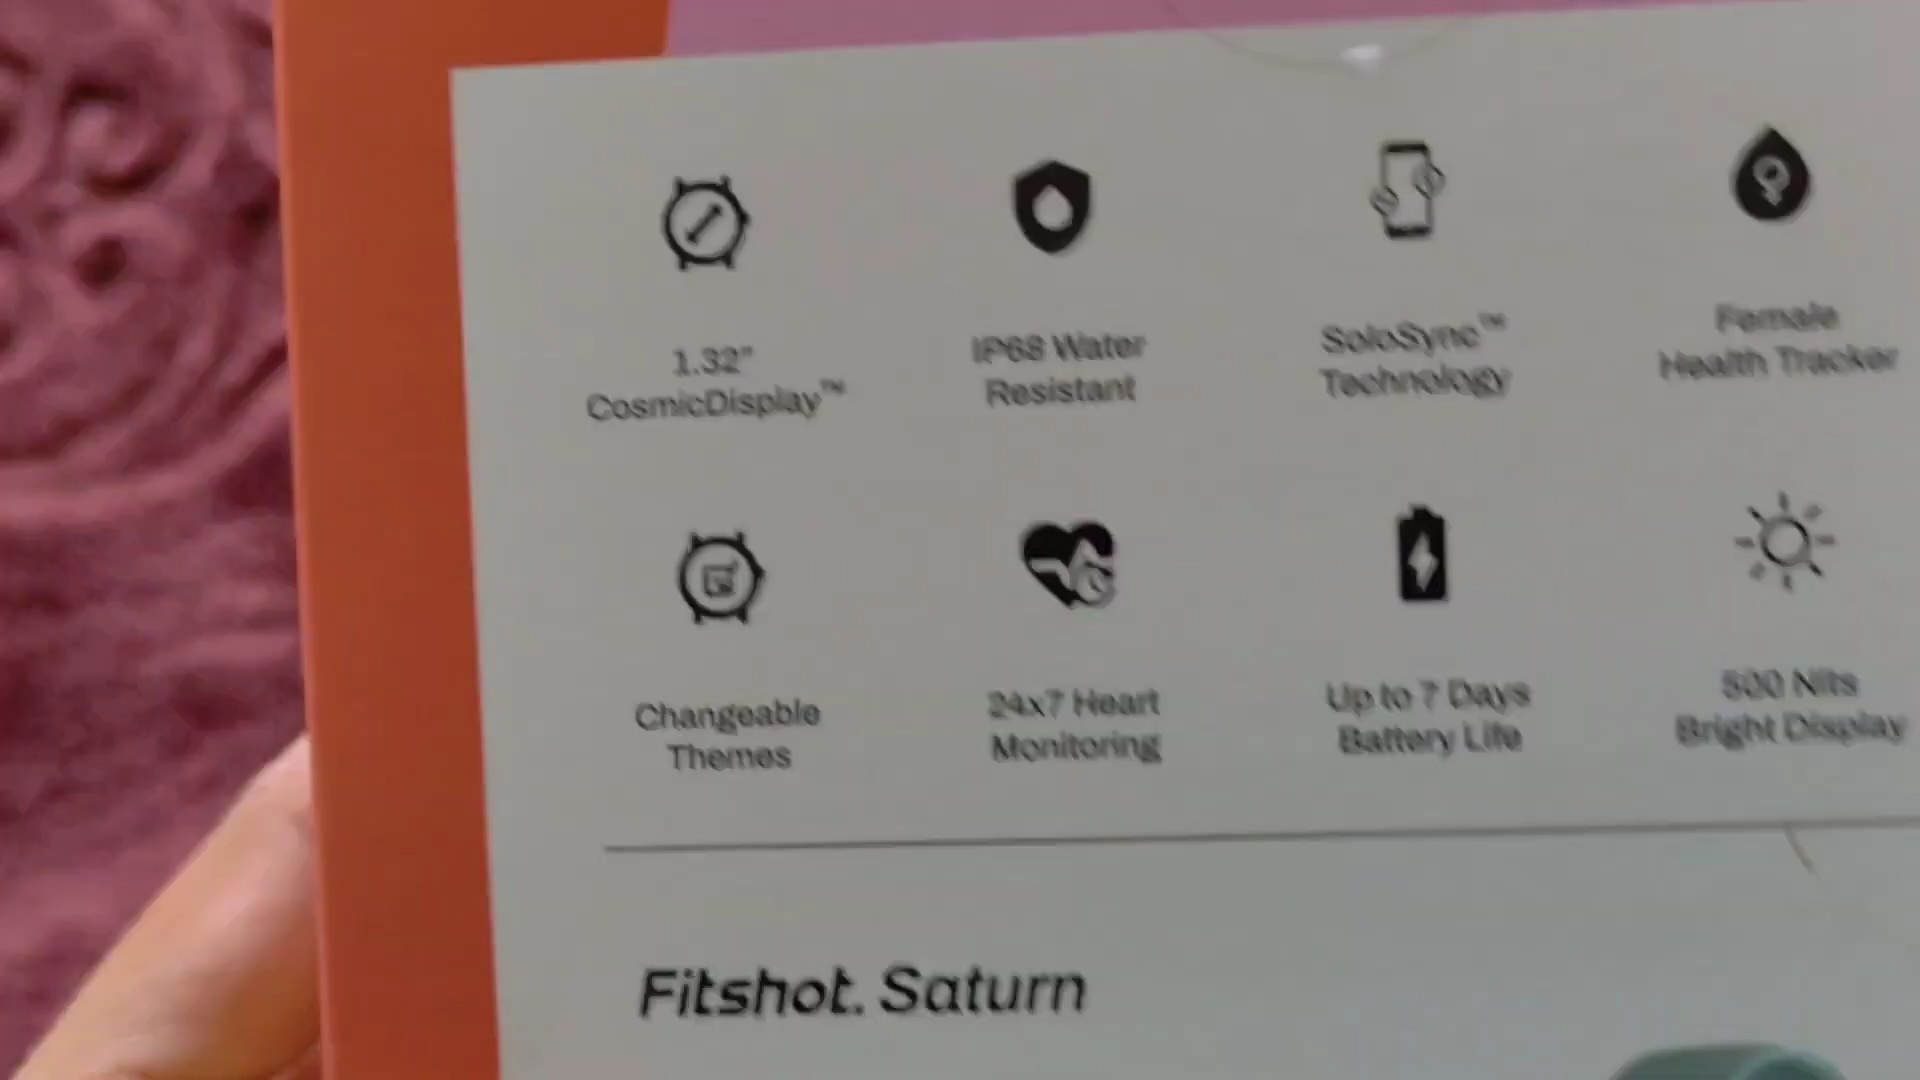 1.32"
CosmicDisplay™
IP68 Water
Resistant
SoloSync™
Technology
Female
Health Tracker
Changeable
Themes
24x7 Heart
Monitoring
Up to 7 Days
Battery Life
500 Nits
Bright Display
Fitshot. Saturn